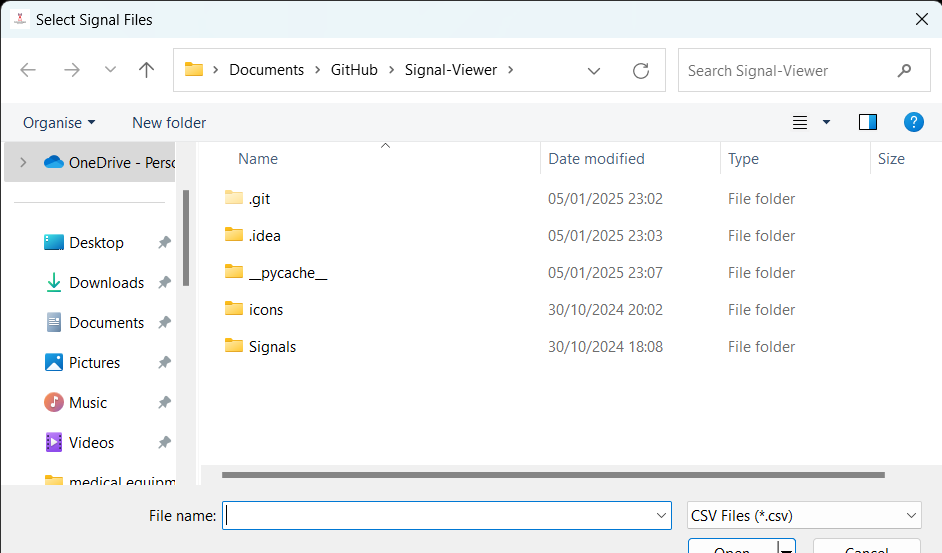 Select Signal Files
Documents > GitHub > Signal-Viewer >
Search Signal-Viewer
Organise New folder
Name Date modified Type Size
OneDrive - Perso
Desktop
Downloads
Documents
Pictures
Music
Videos
medical equipm
.git 05/01/2025 23:02 File folder
.idea 05/01/2025 23:03 File folder
__pycache__ 05/01/2025 23:07 File folder
icons 30/10/2024 20:02 File folder
Signals 30/10/2024 18:08 File folder
File name: CSV Files (*.csv)
Open Cancel